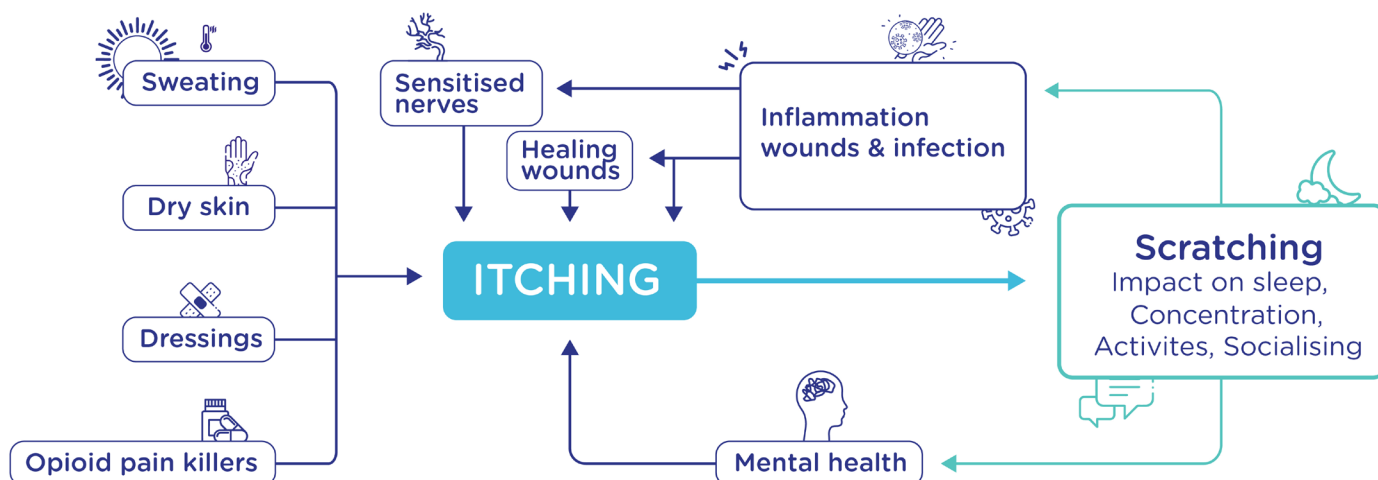 Sweating
Sensitised
nerves
Inflammation
wounds & infection
Healing
wounds
Dry skin
Scratching
Impact on sleep,
Concentration,
Activites, Socialising
ITCHING
Dressings
Opioid pain killers
Mental health